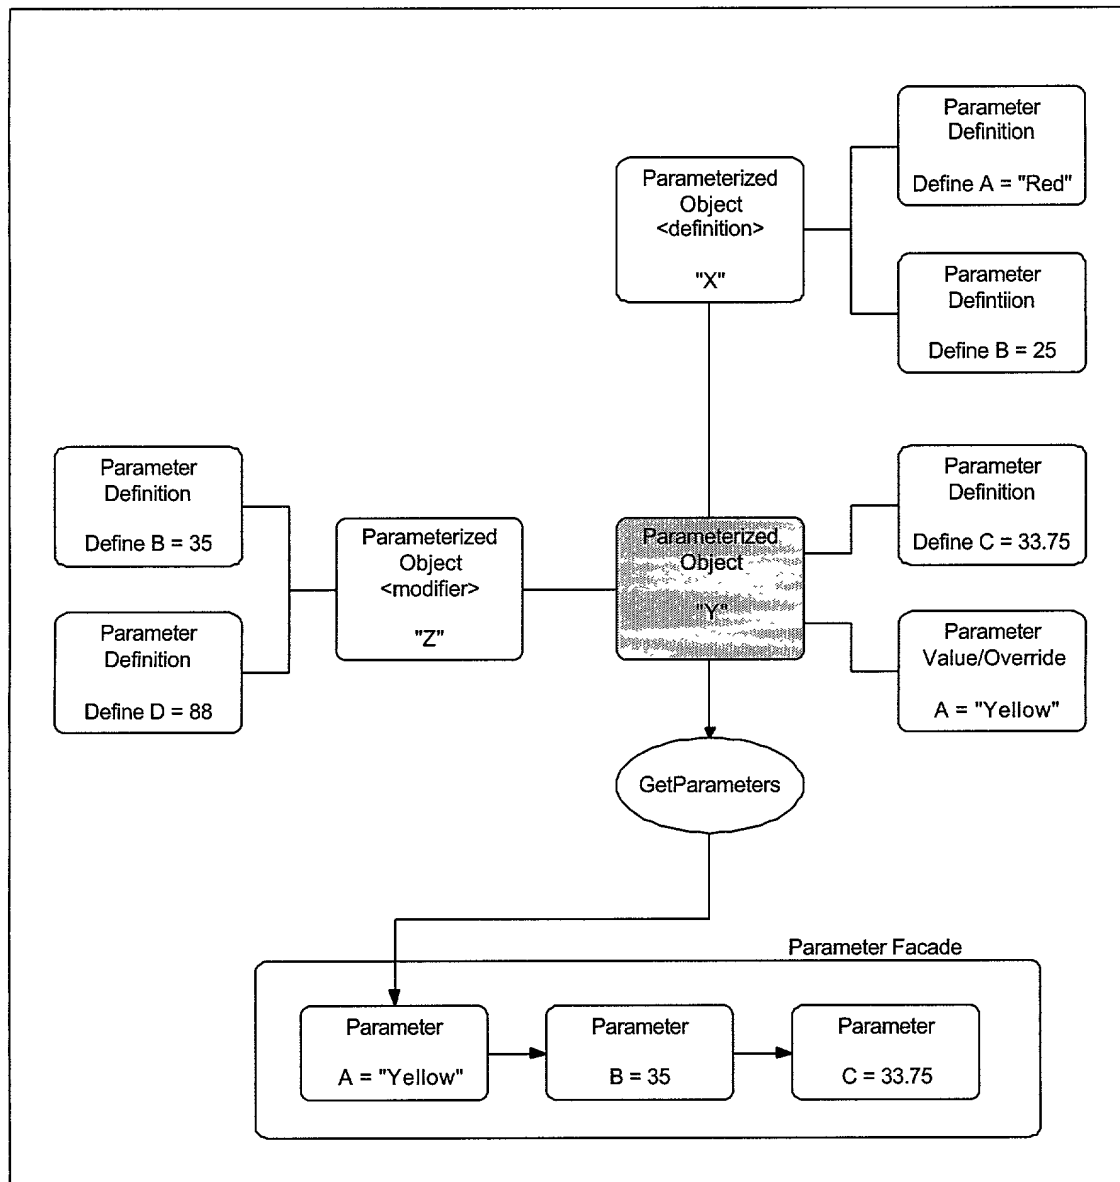 Parameter
Definition
Define A = "Red"
Parameterized
Object
<definition>
"X"
Parameter
Defintiion
Define B = 25
Parameter
Definition
Define B = 35
Parameterized
Object
<modifier>
"Z"
Parameterized
Object
"Y"
Parameter
Definition
Define C = 33.75
Parameter
Definition
Define D = 88
Parameter
Value/Override
A = "Yellow"
GetParameters
Parameter Facade
Parameter
A = "Yellow"
Parameter
B = 35
Parameter
C = 33.75